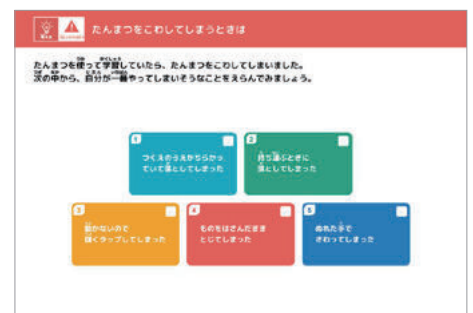 たんまつをこわしてしまうときは
たんまつを使って学習していたら、たんまつをこわしてしまいました。
次の中から、自分が一番やってしまいそうなことをえらんでみましょう。
1
つくえのうえがちらかっ
ていて落としてしまった
2
持ち運ぶときに
落としてしまった
3
動かないので
強くタップしてしまった
4
ものをはさんだまま
とじてしまった
5
ぬれた手で
さわってしまった